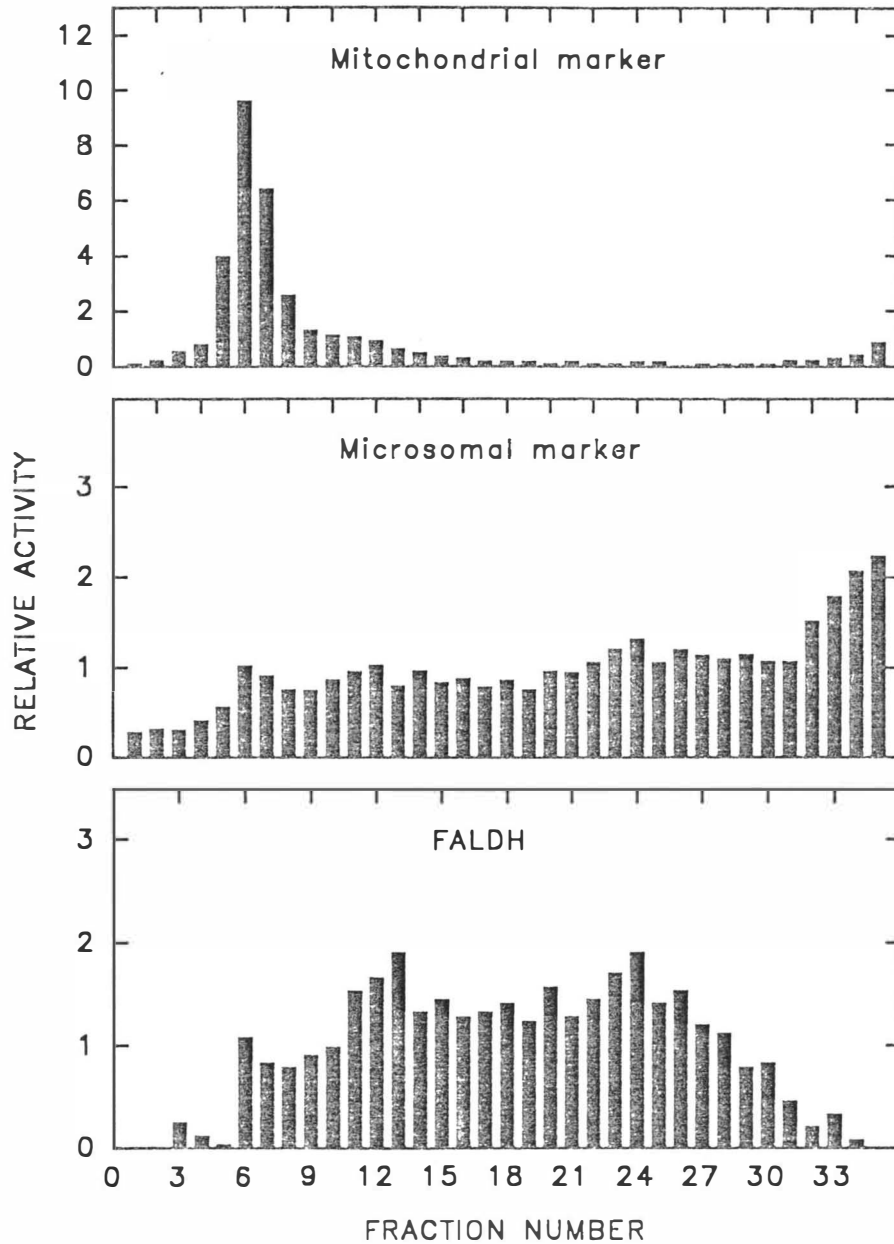 Mitochondrial marker
12
10
8
6
4
2
0
Microsomal marker
3
2
1
0
RELATIVE ACTIVITY
FALDH
3
2
1
0
0 3 6 9 12 15 18 21 24 27 30 33
FRACTION NUMBER